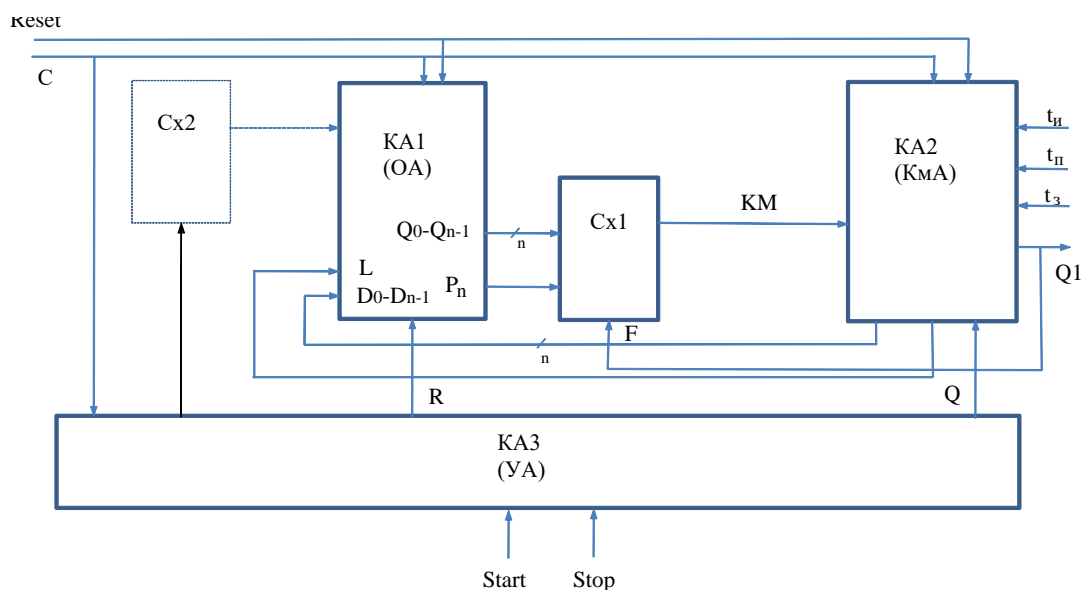 Reset
C
Cx2
КА1
(ОА)
Q0-Qn-1
L
D0-Dn-1
Pn
n
Cx1
KM
КА2
(КмА)
tи
tп
tз
Q1
F
n
R
Q
КА3
(УА)
Start
Stop